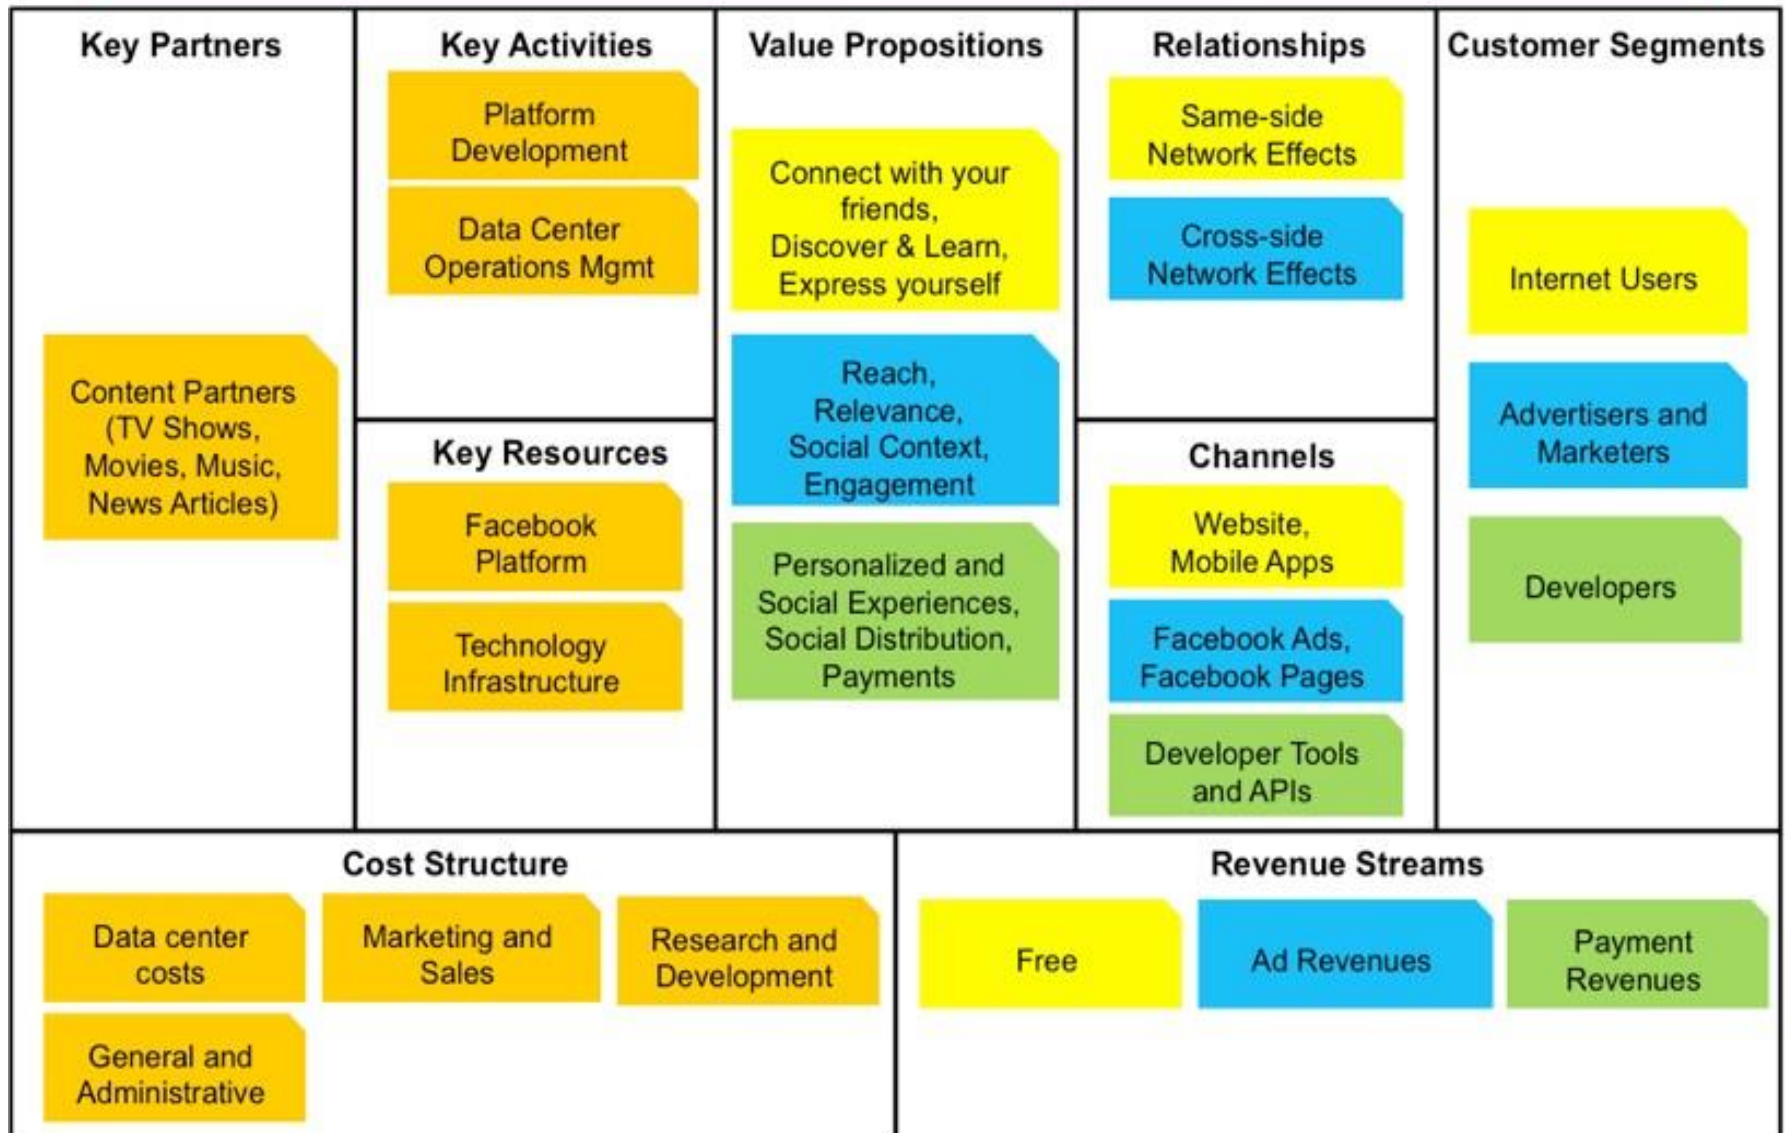 Key Partners
Content Partners
(TV Shows,
Movies, Music,
News Articles)
Key Activities
Platform
Development
Data Center
Operations Mgmt
Key Resources
Facebook
Platform
Technology
Infrastructure
Value Propositions
Connect with your
friends,
Discover & Learn,
Express yourself
Reach,
Relevance,
Social Context,
Engagement
Personalized and
Social Experiences,
Social Distribution,
Payments
Relationships
Same-side
Network Effects
Cross-side
Network Effects
Channels
Website,
Mobile Apps
Facebook Ads,
Facebook Pages
Developer Tools
and APIs
Customer Segments
Internet Users
Advertisers and
Marketers
Developers
Cost Structure
Data center
costs
Marketing and
Sales
Research and
Development
General and
Administrative
Revenue Streams
Free
Ad Revenues
Payment
Revenues